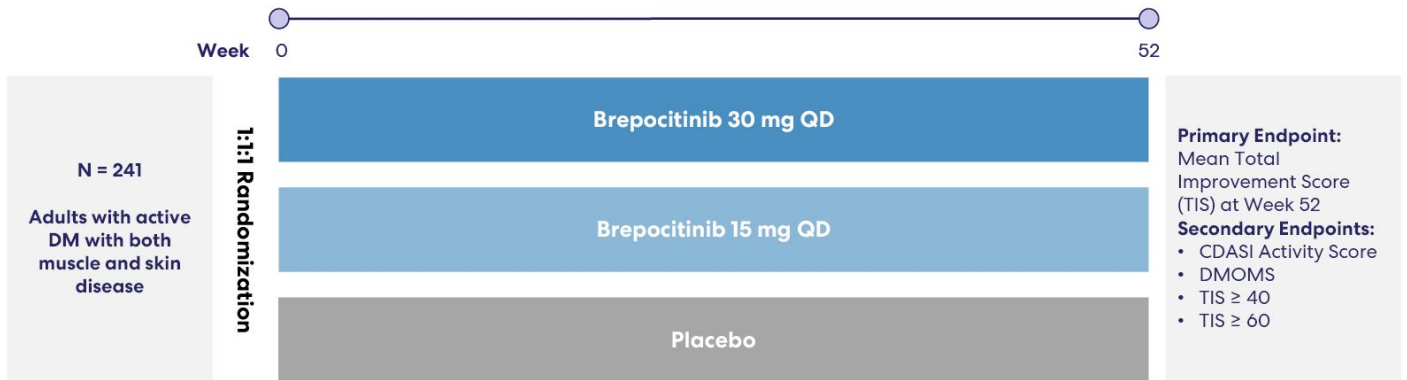 Week
0
52
N = 241
Adults with active
DM with both
muscle and skin
disease
1:1:1 Randomization
Brepocitinib 30 mg QD
Brepocitinib 15 mg QD
Placebo
Primary Endpoint:
Mean Total
Improvement Score
(TIS) at Week 52
Secondary Endpoints:
• CDASI Activity Score
• DMOMS
• TIS ≥ 40
• TIS ≥ 60